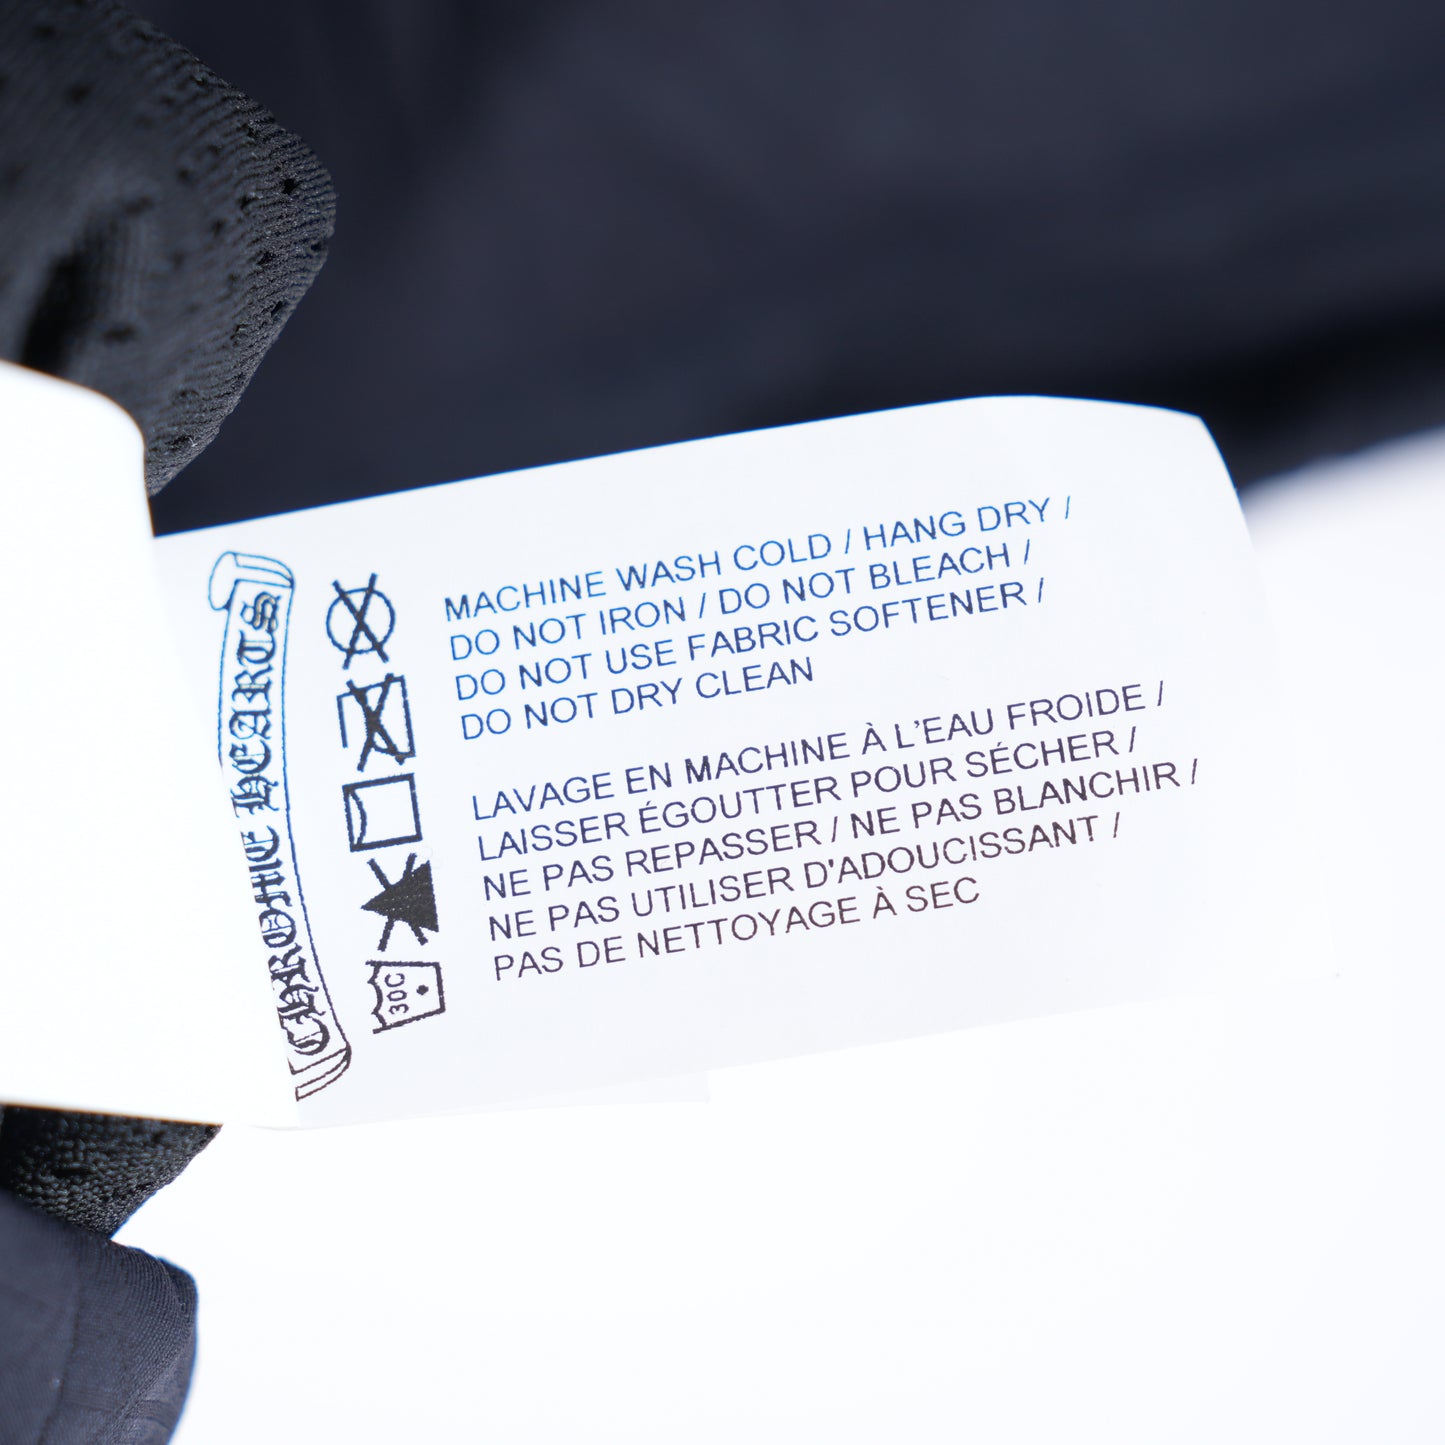 CHROME HEARTS
MACHINE WASH COLD / HANG DRY /
DO NOT IRON / DO NOT BLEACH /
DO NOT USE FABRIC SOFTENER /
DO NOT DRY CLEAN
LAVAGE EN MACHINE À L'EAU FROIDE /
LAISSER ÉGOUTTER POUR SÉCHER /
NE PAS REPASSER / NE PAS BLANCHIR /
NE PAS UTILISER D'ADOUCISSANT /
PAS DE NETTOYAGE À SEC
30C